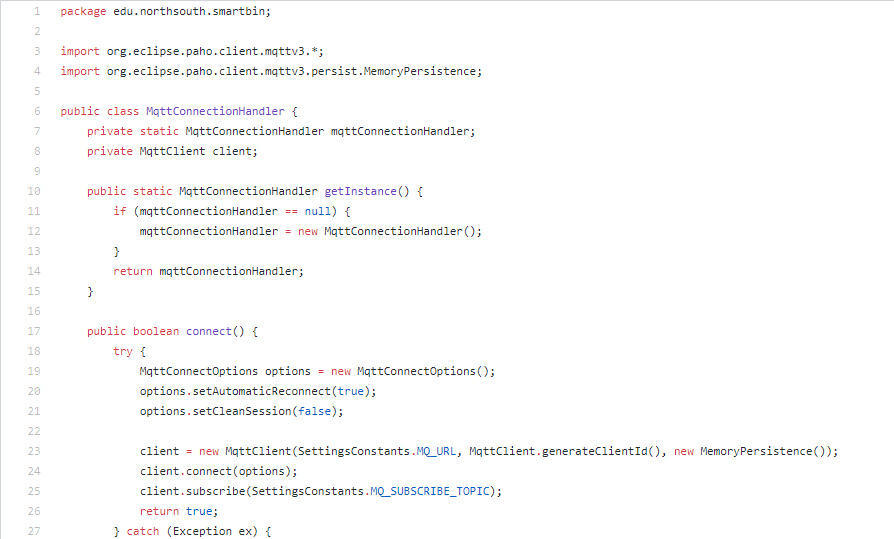 1 package edu.northsouth.smartbin;
2
3 import org.eclipse.paho.client.mqttv3.*;
4 import org.eclipse.paho.client.mqttv3.persist.MemoryPersistence;
5
6 public class MqttConnectionHandler {
7     private static MqttConnectionHandler mqttConnectionHandler;
8     private MqttClient client;
9
10     public static MqttConnectionHandler getInstance() {
11         if (mqttConnectionHandler == null) {
12             mqttConnectionHandler = new MqttConnectionHandler();
13         }
14         return mqttConnectionHandler;
15     }
16
17     public boolean connect() {
18         try {
19             MqttConnectOptions options = new MqttConnectOptions();
20             options.setAutomaticReconnect(true);
21             options.setCleanSession(false);
22
23             client = new MqttClient(SettingsConstants.MQ_URL, MqttClient.generateClientId(), new MemoryPersistence());
24             client.connect(options);
25             client.subscribe(SettingsConstants.MQ_SUBSCRIBE_TOPIC);
26             return true;
27         } catch (Exception ex) {